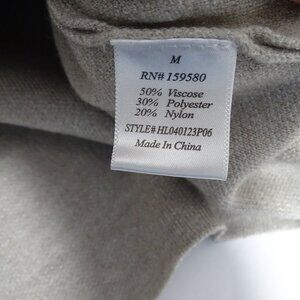 M
RN# 159580
50% Viscose
30% Polyester
20% Nylon
STYLE# HL040123P06
Made In China